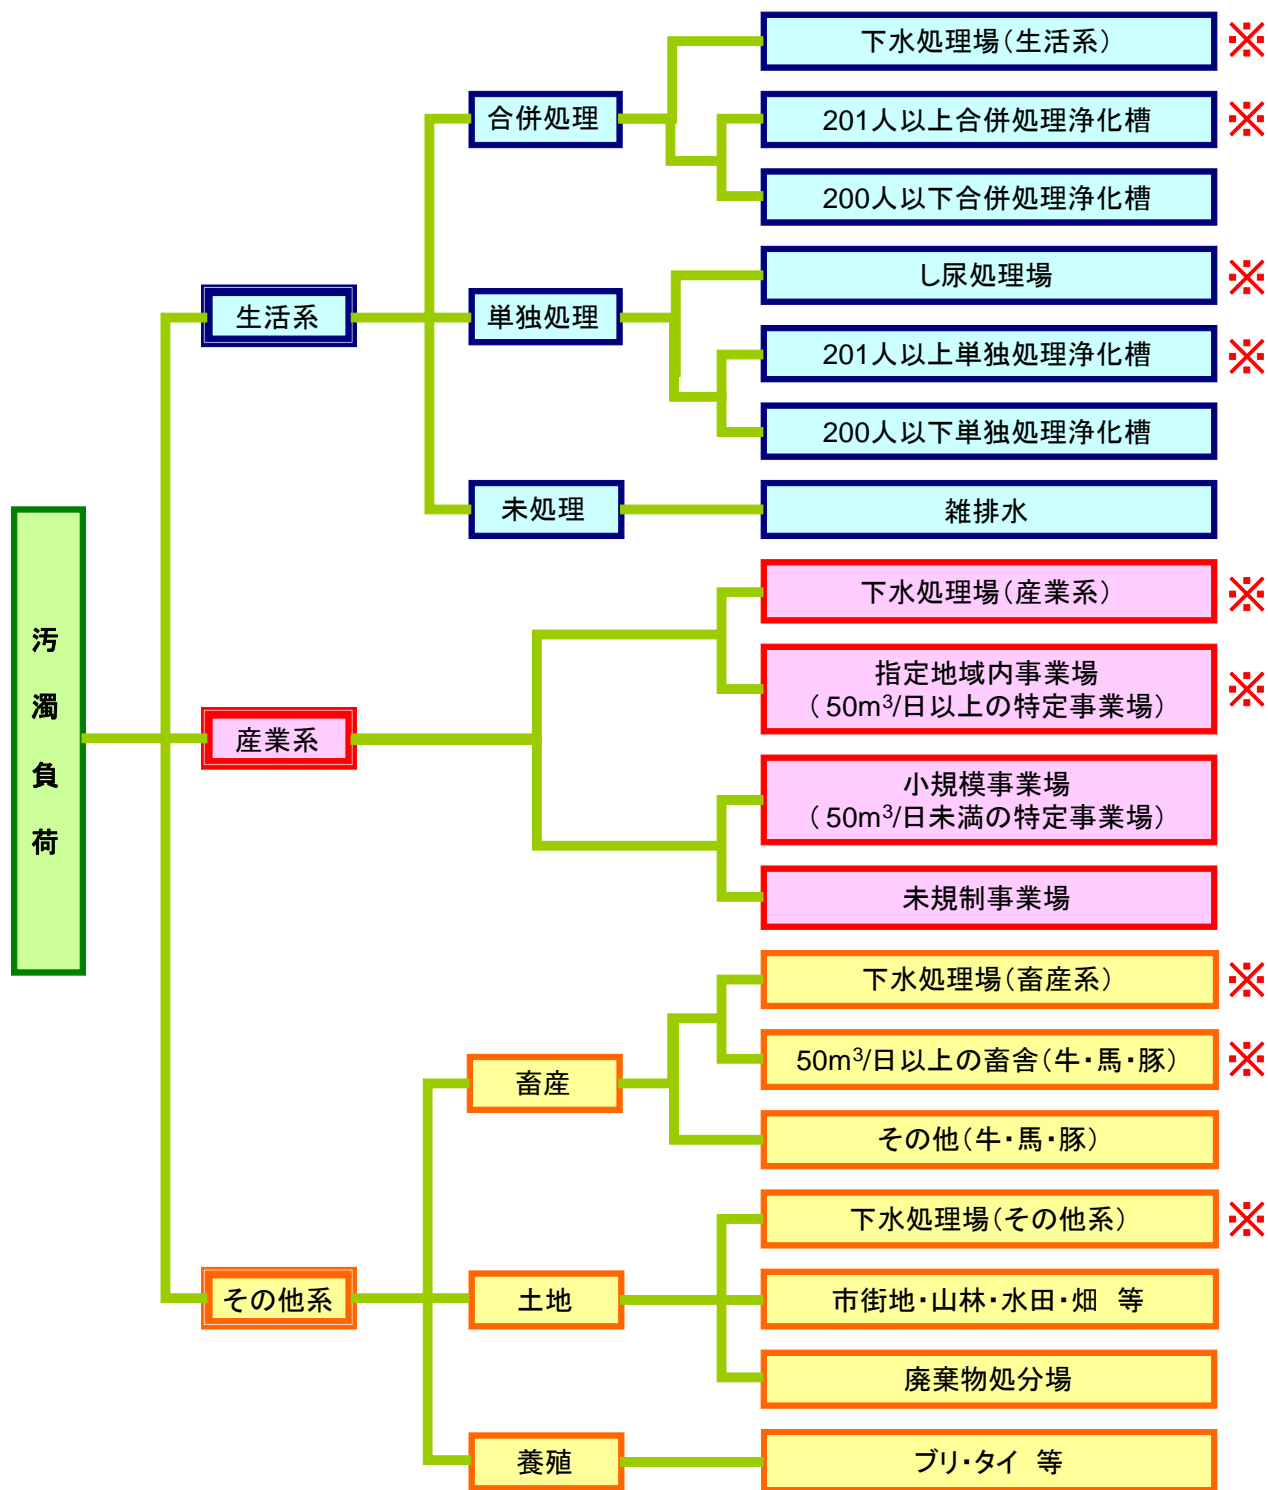 汚濁負荷
生活系
合併処理
下水処理場（生活系） ※
201人以上合併処理浄化槽 ※
200人以下合併処理浄化槽
単独処理
し尿処理場 ※
201人以上単独処理浄化槽 ※
200人以下単独処理浄化槽
未処理
雑排水
産業系
下水処理場（産業系） ※
指定地域内事業場 ※
（50m³/日以上の特定事業場）
小規模事業場
（50m³/日未満の特定事業場）
未規制事業場
その他系
畜産
下水処理場（畜産系） ※
50m³/日以上の畜舎（牛・馬・豚） ※
その他（牛・馬・豚）
土地
下水処理場（その他系） ※
市街地・山林・水田・畑　等
廃棄物処分場
養殖
ブリ・タイ　等